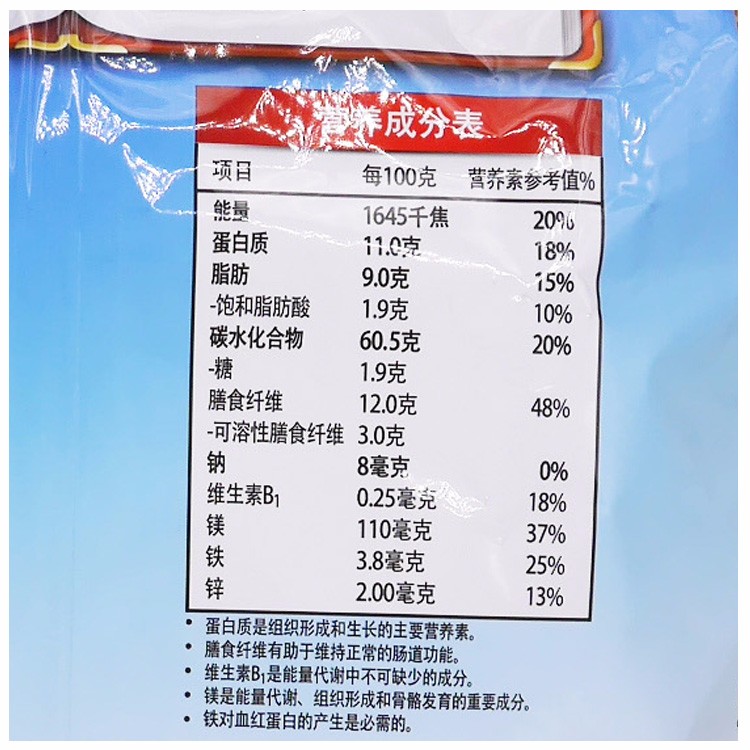 营养成分表
项目 每100克 营养素参考值%
能量 1645千焦 20%
蛋白质 11.0克 18%
脂肪 9.0克 15%
-饱和脂肪酸 1.9克 10%
碳水化合物 60.5克 20%
-糖 1.9克
膳食纤维 12.0克 48%
-可溶性膳食纤维 3.0克
钠 8毫克 0%
维生素B₁ 0.25毫克 18%
镁 110毫克 37%
铁 3.8毫克 25%
锌 2.00毫克 13%
• 蛋白质是组织形成和生长的主要营养素。
• 膳食纤维有助于维持正常的肠道功能。
• 维生素B₁是能量代谢中不可缺少的成分。
• 镁是能量代谢、组织形成和骨骼发育的重要成分。
• 铁对血红蛋白的产生是必需的。